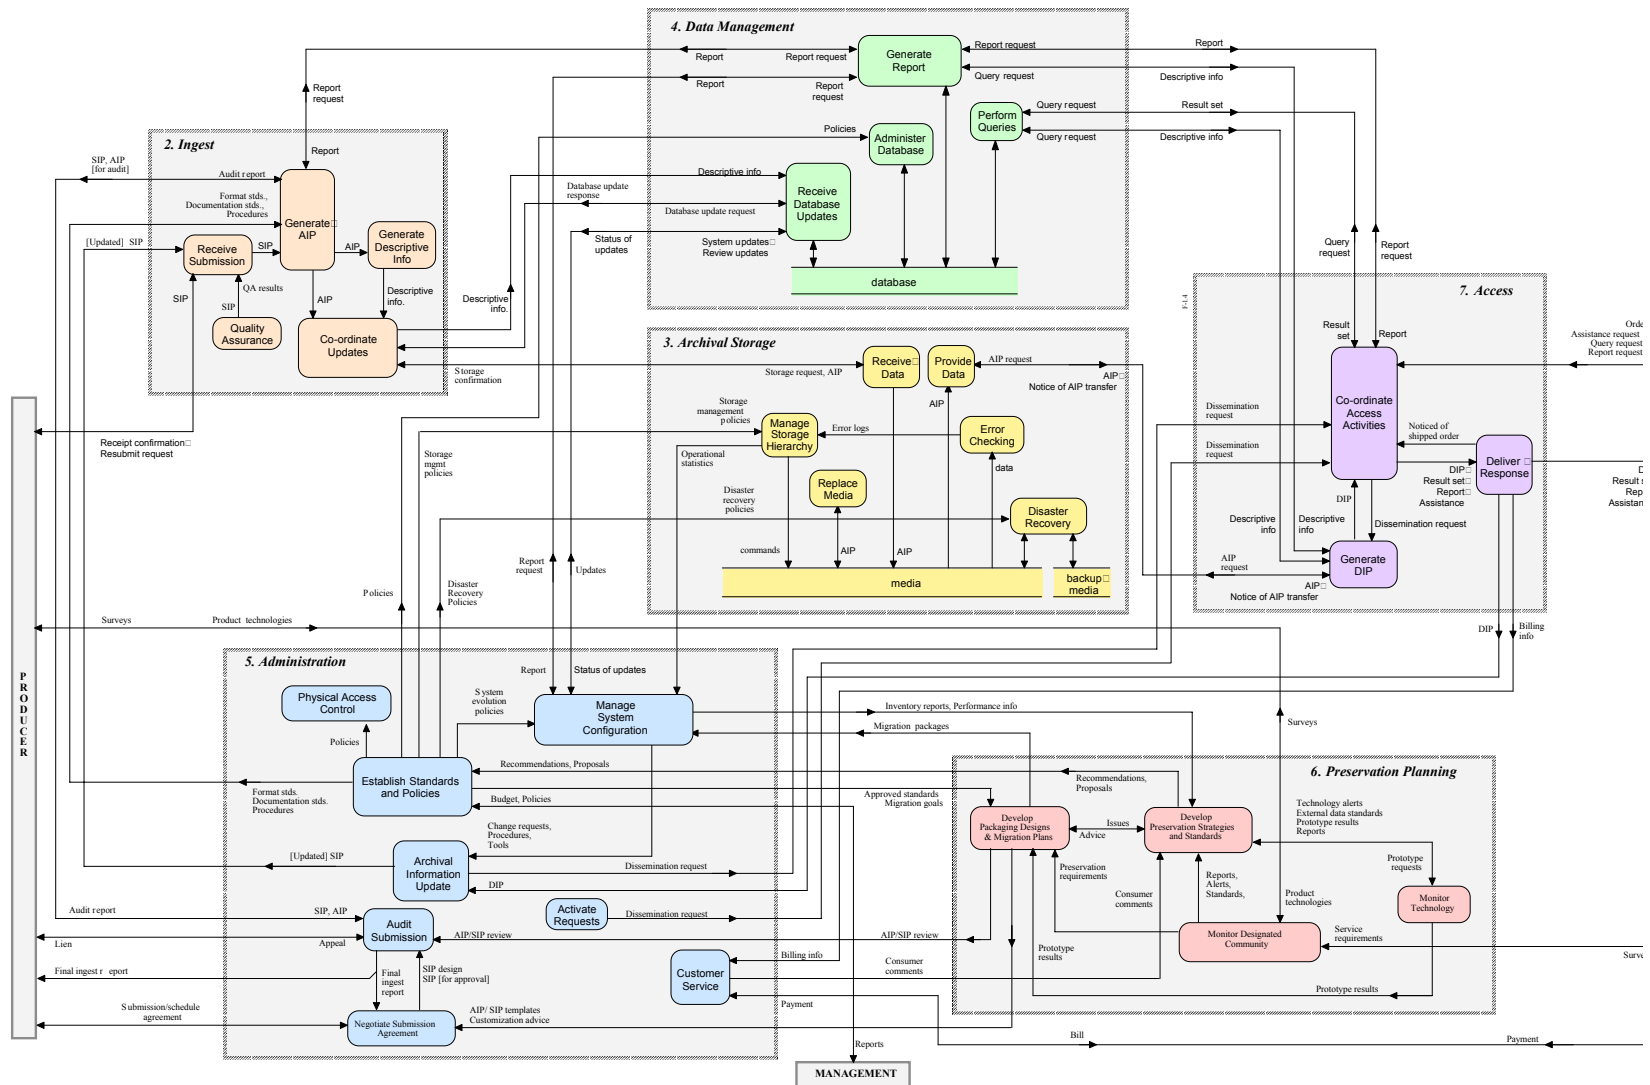 4. Data Management
Generate
Report
Report
Report request
Report request
Report
Report
Report
request
Query request
Descriptive info
Report
request
Perform
Queries
Query request
Result set
Query request
Descriptive info
Policies
Administer
Database
Descriptive info
Database update
response
Database update request
Receive
Database
Updates
Status of
updates
System updates
Review updates
database
2. Ingest
SIP, AIP
[for audit]
Audit report
Report
Format stds.,
Documentation stds.,
Procedures
Generate
AIP
[Updated] SIP
Receive
Submission
SIP
AIP
Generate
Descriptive
Info
SIP
QA results
SIP
AIP
Descriptive
info.
Quality
Assurance
Co-ordinate
Updates
Descriptive
info.
Storage
confirmation
Receipt confirmation
Resubmit request
3. Archival Storage
Receive
Data
Provide
Data
Storage request, AIP
AIP request
AIP
Notice of AIP transfer
AIP
Storage
management
policies
Manage
Storage
Hierarchy
Error logs
Error
Checking
Storage
mgmt
policies
Operational
statistics
data
Replace
Media
Disaster
recovery
policies
Disaster
Recovery
commands
AIP
AIP
media
backup
media
7. Access
F-1.4
Query
request
Report
request
Result
set
Report
Orde
Assistance request
Query request
Report request
Co-ordinate
Access
Activities
Dissemination
request
Dissemination
request
Noticed of
shipped order
Deliver
Response
DIP
Result set
Report
Assistance
D
Result s
Repo
Assistan
DIP
Descriptive
info
Descriptive
info
Dissemination request
AIP
request
Generate
DIP
AIP
Notice of AIP transfer
DIP
Billing
info
PRODUCER
Surveys
Product technologies
Policies
Disaster
Recovery
Policies
Report
request
Updates
5. Administration
Report
Status of updates
Physical Access
Control
System
evolution
policies
Manage
System
Configuration
Inventory reports, Performance info
Migration packages
Surveys
Policies
Establish Standards
and Policies
Recommendations, Proposals
Format stds.
Documentation stds.
Procedures
Budget, Policies
Approved standards
Migration goals
Change requests,
Procedures,
Tools
[Updated] SIP
Archival
Information
Update
Dissemination request
DIP
Activate
Requests
Dissemination request
Audit report
SIP, AIP
Audit
Submission
AIP/SIP review
AIP/SIP review
Lien
Appeal
Final ingest r eport
Final
ingest
report
SIP design
SIP [for approval]
Customer
Service
Billing info
Consumer
comments
Payment
Submission/schedule
agreement
Negotiate Submission
Agreement
AIP/ SIP templates
Customization advice
Reports
Bill
Payment
MANAGEMENT
6. Preservation Planning
Recommendations,
Proposals
Technology alerts
External data standards
Prototype results
Reports
Develop
Packaging Designs
& Migration Plans
Issues
Advice
Develop
Preservation Strategies
and Standards
Preservation
requirements
Reports,
Alerts,
Standards,
Consumer
comments
Product
technologies
Prototype
requests
Monitor
Technology
Monitor Designated
Community
Service
requirements
Prototype
results
Prototype results
Surve